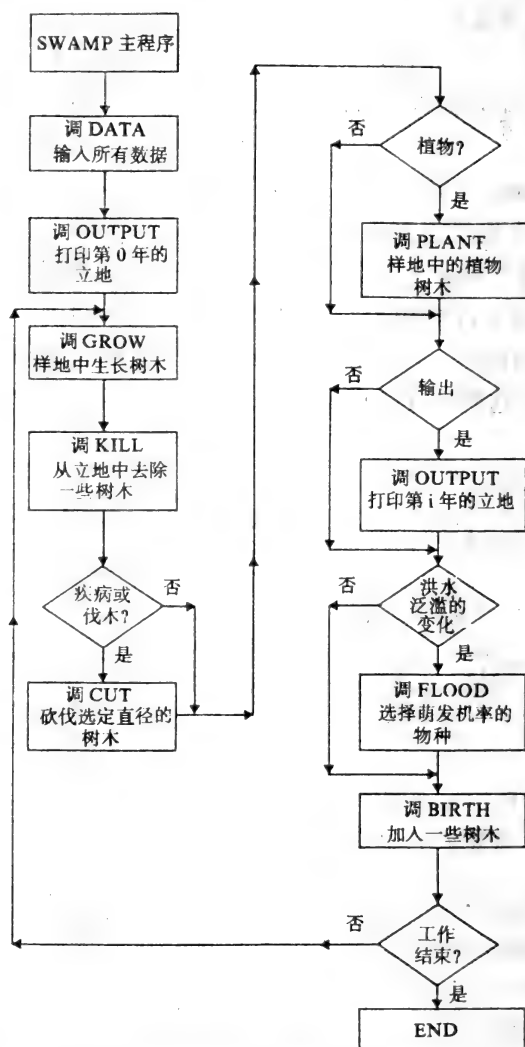 SWAMP 主程序
调 DATA
输入所有数据
调 OUTPUT
打印第 0 年的
立地
调 GROW
样地中生长树木
调 KILL
从立地中去除
一些树木
疾病或
伐木?
否
是
调 CUT
砍伐选定直径的
树木
植物?
否
是
调 PLANT
样地中的植物
树木
输出
否
是
调 OUTPUT
打印第 i 年的立地
洪水
泛滥的
变化
否
是
调 FLOOD
选择萌发机率的
物种
调 BIRTH
加入一些树木
工作
结束?
否
是
END